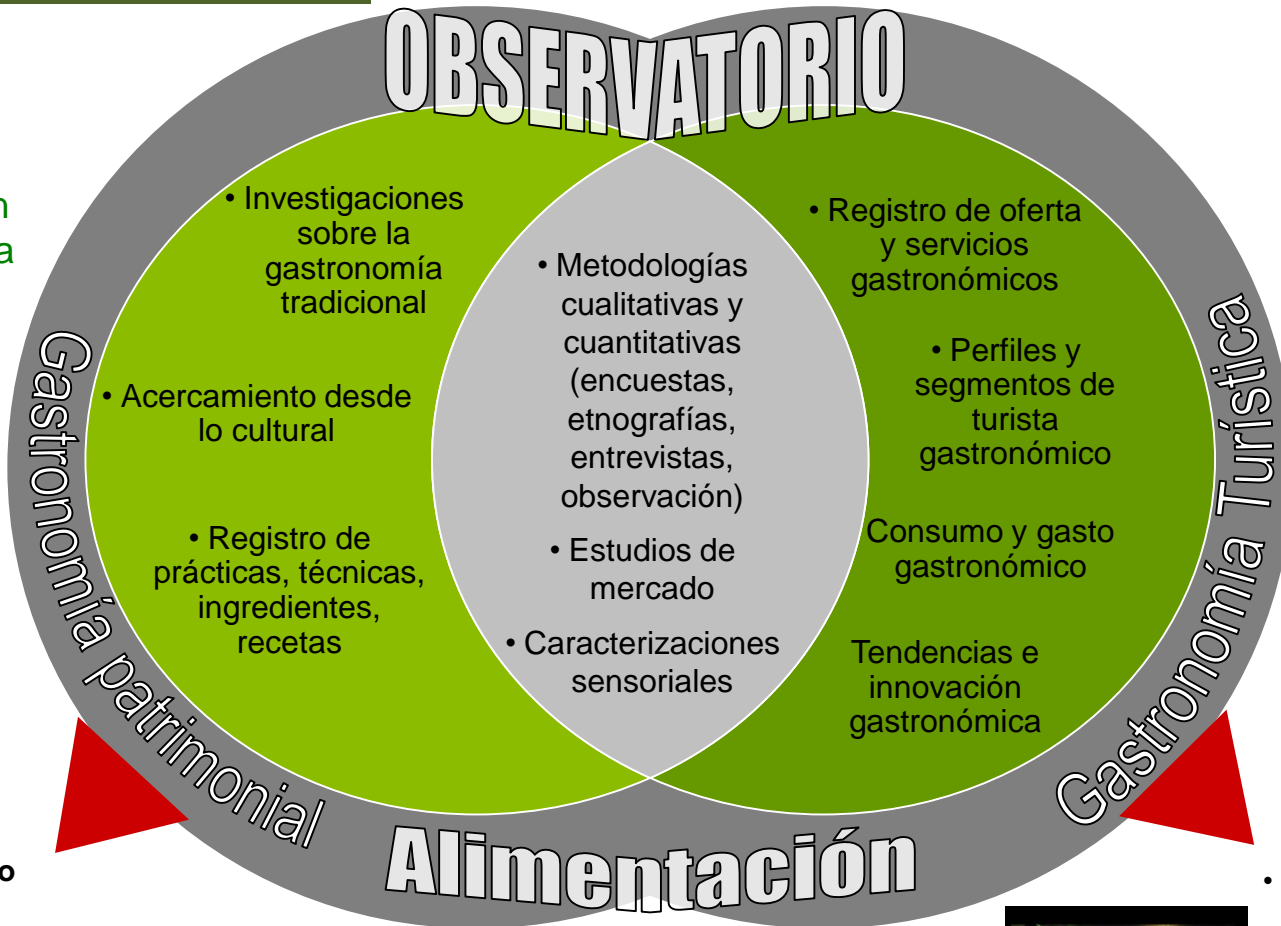 OBSERVATORIO
n
a
• Investigaciones
sobre la
gastronomía
tradicional
• Acercamiento desde
lo cultural
• Registro de
prácticas, técnicas,
ingredientes,
recetas
• Metodologías
cualitativas y
cuantitativas
(encuestas,
etnografías,
entrevistas,
observación)
• Estudios de
mercado
• Caracterizaciones
sensoriales
• Registro de oferta
y servicios
gastronómicos
• Perfiles y
segmentos de
turista
gastronómico
Consumo y gasto
gastronómico
Tendencias e
innovación
gastronómica
Gastronomía patrimonial
Gastronomía Turística
Alimentación
o
•